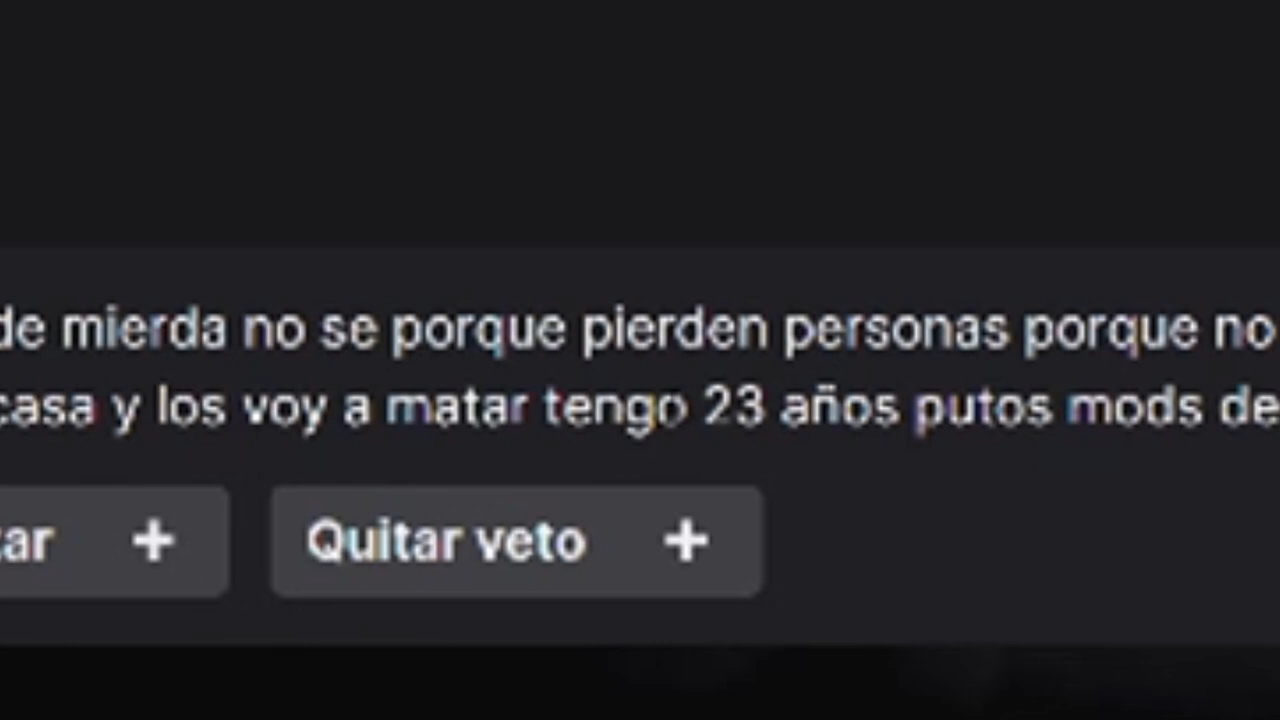 de mierda no se porque pierden personas porque no
casa y los voy a matar tengo 23 años putos mods de
Quitar veto +